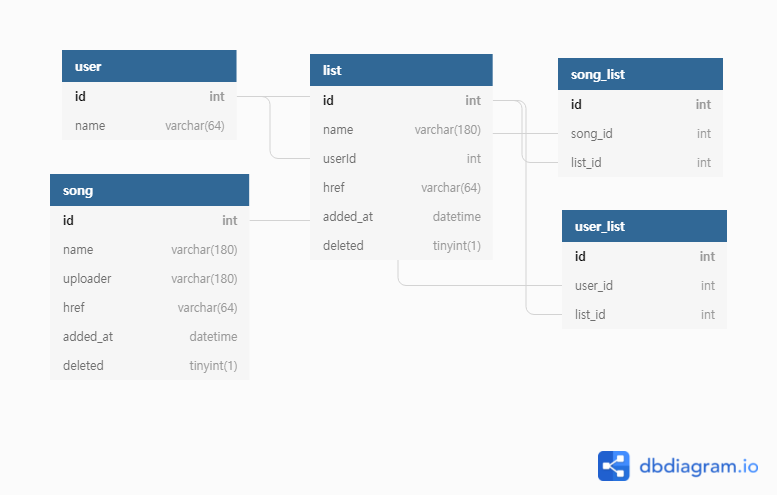 user
id int
name varchar(64)
list
id int
name varchar(180)
userId int
href varchar(64)
added_at datetime
deleted tinyint(1)
song_list
id int
song_id int
list_id int
song
id int
name varchar(180)
uploader varchar(180)
href varchar(64)
added_at datetime
deleted tinyint(1)
user_list
id int
user_id int
list_id int
dbdiagram.io